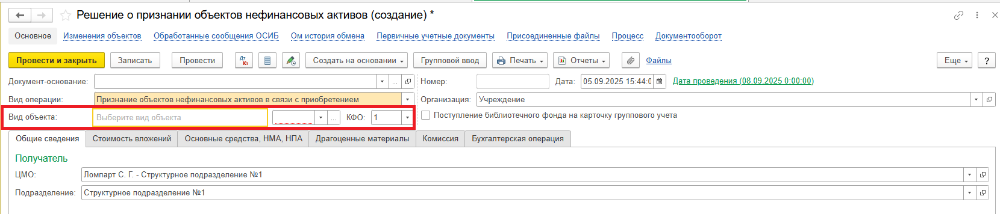 Решение о признании объектов нефинансовых активов (создание) *
Основное Изменения объектов Обработанные сообщения ОСИБ Ом история обмена Первичные учетные документы Присоединенные файлы Процесс Документооборот
Провести и закрыть Записать Провести Дт Кт Создать на основании Групповой ввод Печать Отчеты Файлы Еще ?
Документ-основание: ... Номер: Дата: 05.09.2025 15:44:0 Дата проведения (08.09.2025 0:00:00)
Вид операции: Признание объектов нефинансовых активов в связи с приобретением Организация: Учреждение
Вид объекта: Выберите вид объекта ... КФО: 1 Поступление библиотечного фонда на карточку группового учета
Общие сведения Стоимость вложений Основные средства, НМА, НПА Драгоценные материалы Комиссия Бухгалтерская операция
Получатель
ЦМО: Ломпарт С. Г. - Структурное подразделение №1
Подразделение: Структурное подразделение №1